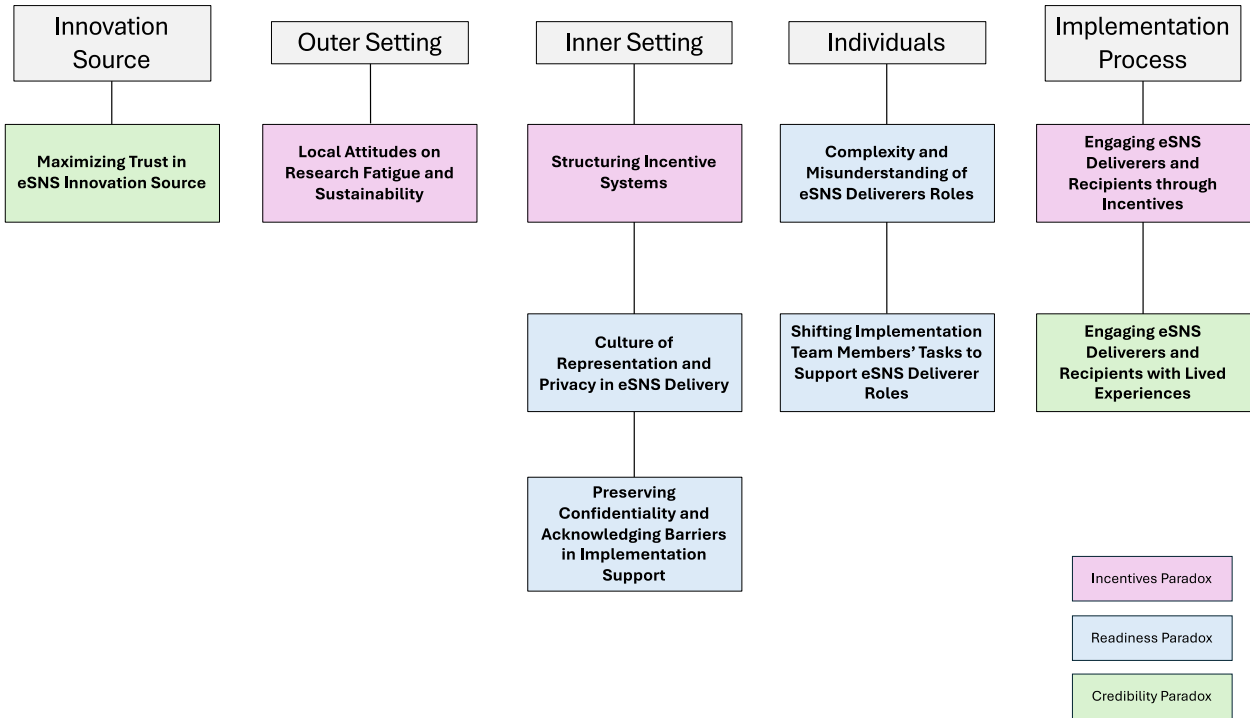 Innovation
Source
Outer Setting
Inner Setting
Individuals
Implementation
Process
Maximizing Trust in
eSNS Innovation Source
Local Attitudes on
Research Fatigue and
Sustainability
Structuring Incentive
Systems
Complexity and
Misunderstanding of
eSNS Deliverers Roles
Engaging eSNS
Deliverers and
Recipients through
Incentives
Culture of
Representation and
Privacy in eSNS Delivery
Shifting Implementation
Team Members’ Tasks to
Support eSNS Deliverer
Roles
Engaging eSNS
Deliverers and
Recipients with Lived
Experiences
Preserving
Confidentiality and
Acknowledging Barriers
in Implementation
Support
Incentives Paradox
Readiness Paradox
Credibility Paradox